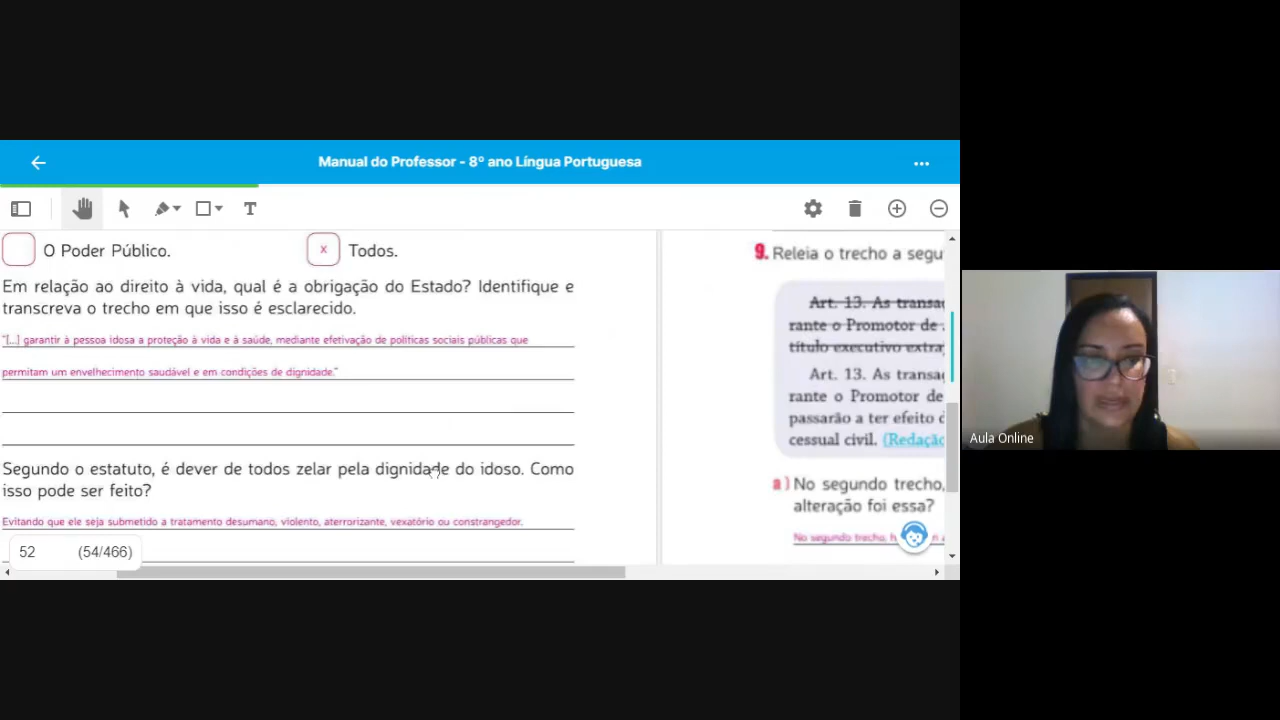 Manual do Professor - 8º ano Língua Portuguesa
T
O Poder Público.
x Todos.
Em relação ao direito à vida, qual é a obrigação do Estado? Identifique e
transcreva o trecho em que isso é esclarecido.
"[...] garantir à pessoa idosa a proteção à vida e à saúde, mediante efetivação de políticas sociais públicas que
permitam um envelhecimento saudável e em condições de dignidade."
Segundo o estatuto, é dever de todos zelar pela dignidade do idoso. Como
isso pode ser feito?
Evitando que ele seja submetido a tratamento desumano, violento, aterrorizante, vexatório ou constrangedor.
52 (54/466)
9. Releia o trecho a segu
Art. 13. As transaç
rante o Promotor de
título executivo extra
Art. 13. As transaç
rante o Promotor de
passarão a ter efeito d
cessual civil. (Redação
a) No segundo trecho,
alteração foi essa?
No segundo trecho, h
Aula Online